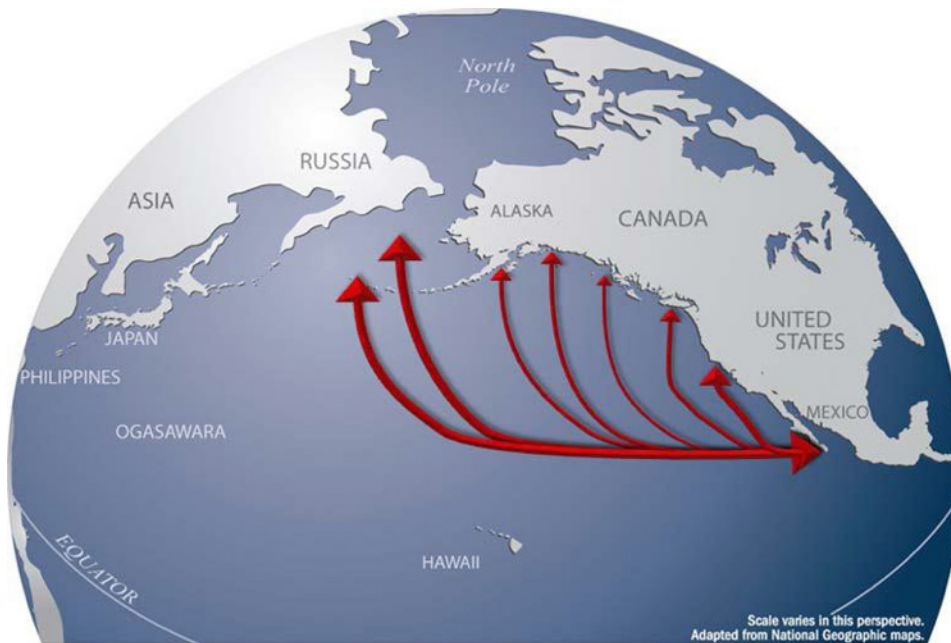 North
Pole
RUSSIA
ASIA
ALASKA
CANADA
UNITED
STATES
JAPAN
PHILIPPINES
MEXICO
OGASAWARA
HAWAII
EQUATOR
Scale varies in this perspective.
Adapted from National Geographic maps.